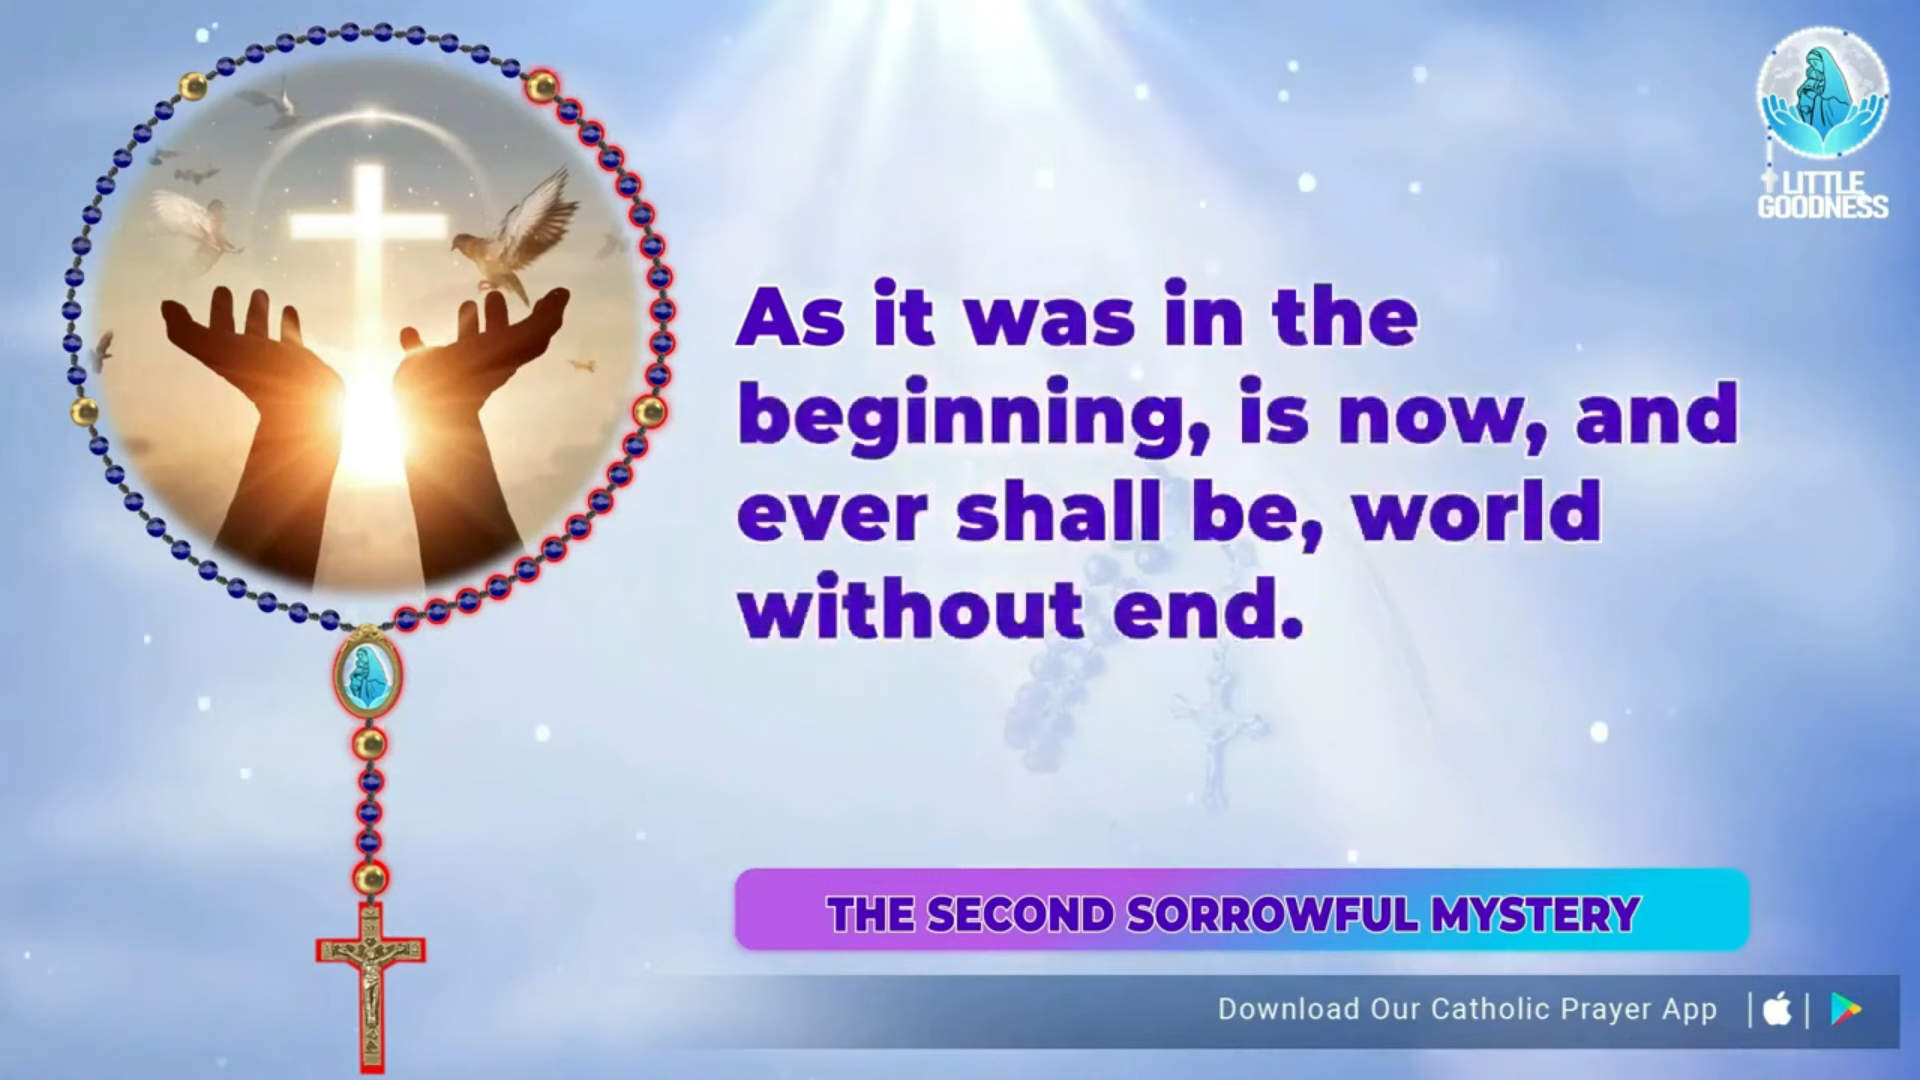 LITTLE
GOODNESS
As it was in the
beginning, is now, and
ever shall be, world
without end.
THE SECOND SORROWFUL MYSTERY
Download Our Catholic Prayer App